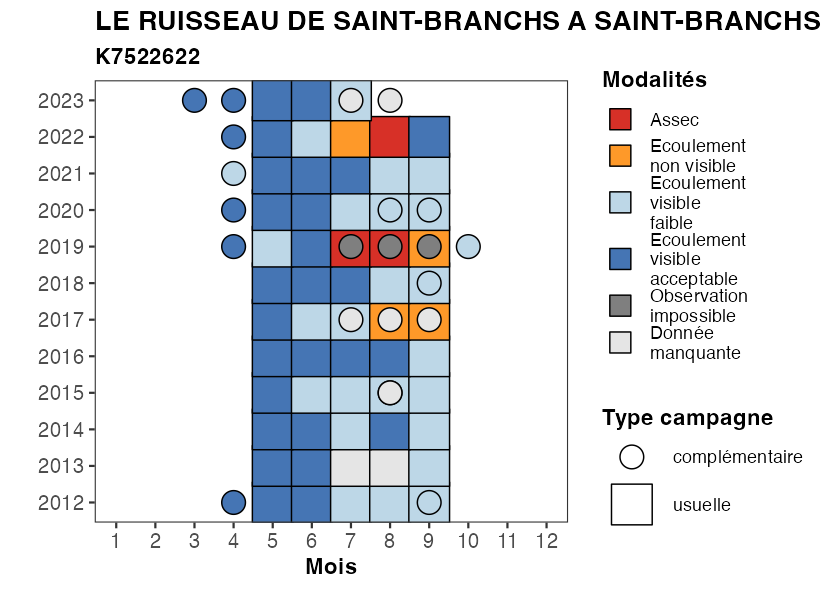 LE RUISSEAU DE SAINT-BRANCHS A SAINT-BRANCHS
K7522622
2023
2022
2021
2020
2019
2018
2017
2016
2015
2014
2013
2012
1 2 3 4 5 6 7 8 9 10 11 12
Mois
Modalités
Assec
Ecoulement
non visible
Ecoulement
visible
faible
Ecoulement
visible
acceptable
Observation
impossible
Donnée
manquante
Type campagne
complémentaire
usuelle